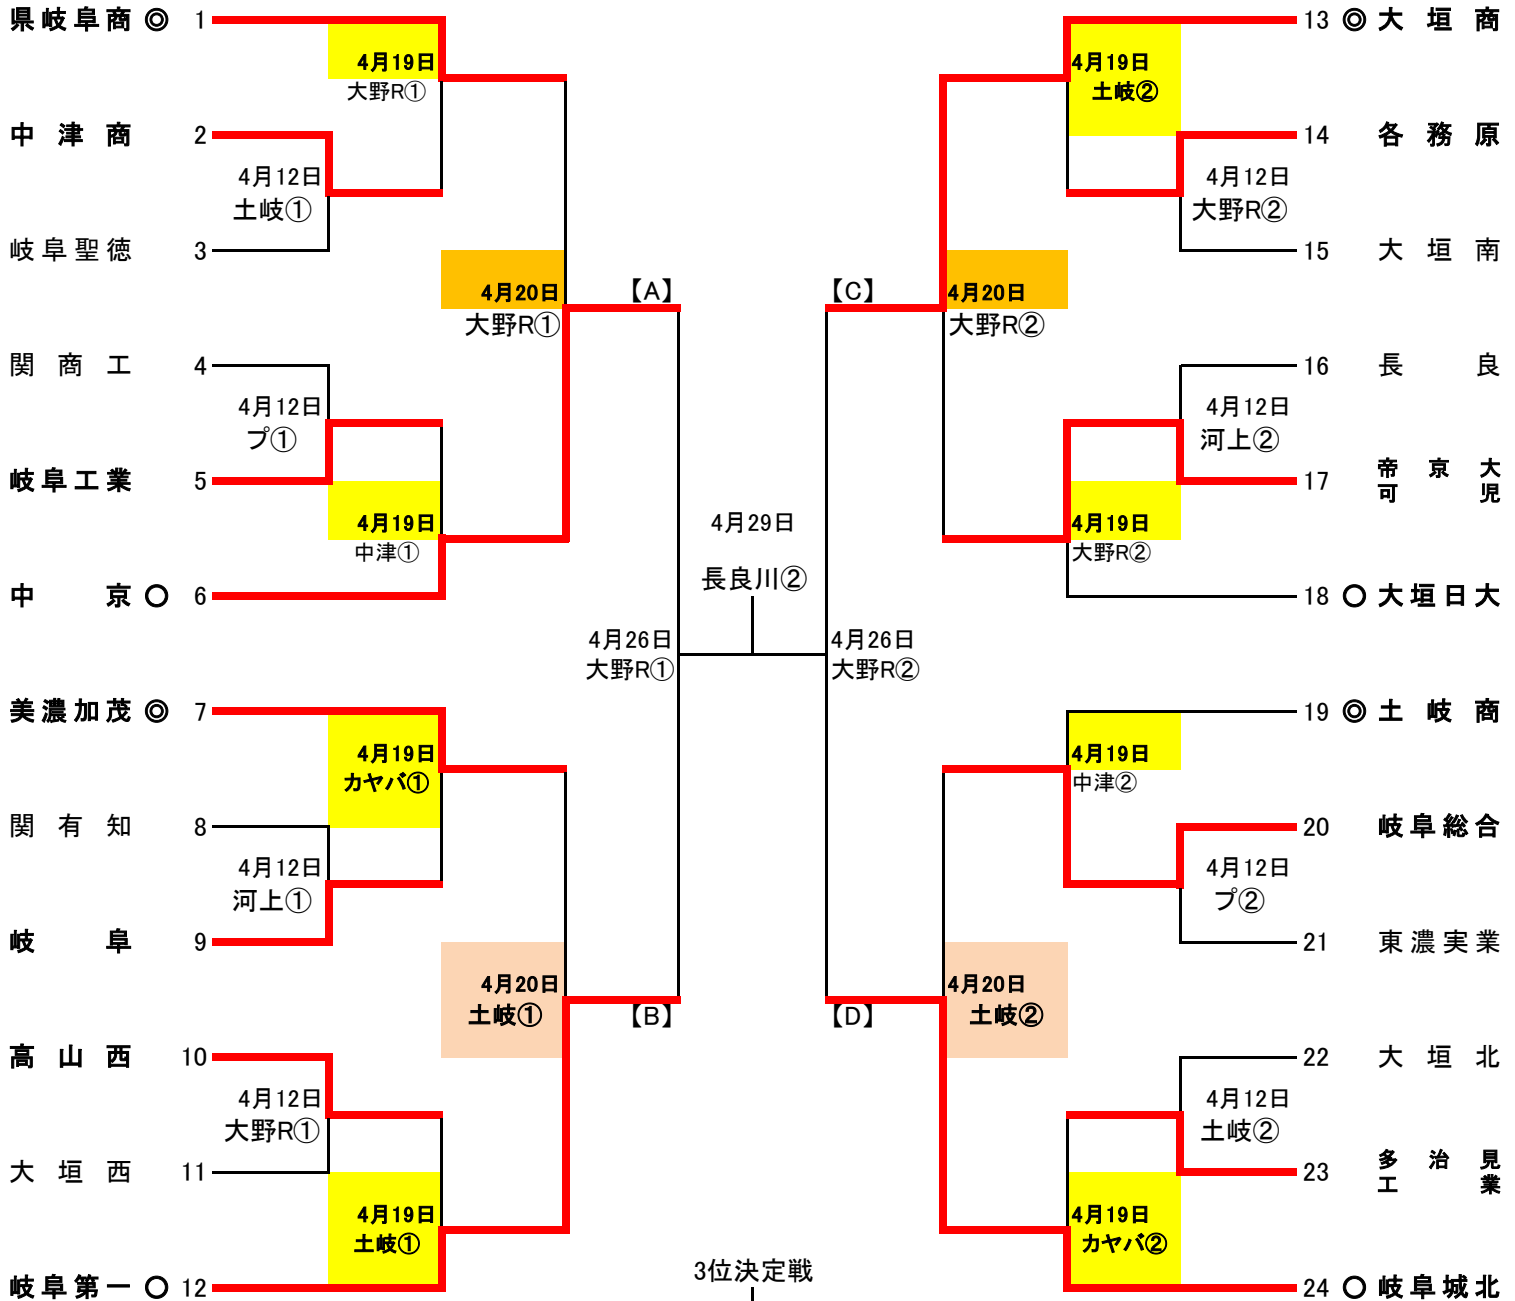 県岐阜商 ◎ 1
4月19日
大野R①
中津商 2
4月12日
土岐①
岐阜聖徳 3
4月20日
大野R①
【A】
関商工 4
4月12日
プ①
岐阜工業 5
4月19日
中津①
中京 ○ 6
4月26日
大野R①
美濃加茂 ◎ 7
4月19日
カヤバ①
関有知 8
4月12日
河上①
岐阜 9
4月20日
土岐①
【B】
高山西 10
4月12日
大野R①
大垣西 11
4月19日
土岐①
岐阜第一 ○ 12
4月29日
長良川②
3位決定戦
13 ◎ 大垣商
4月19日
土岐②
14 各務原
4月12日
大野R②
15 大垣南
【C】
4月20日
大野R②
16 長良
4月12日
河上②
17 帝京大
可児
4月19日
大野R②
18 ○ 大垣日大
4月26日
大野R②
19 ◎ 土岐商
4月19日
中津②
20 岐阜総合
4月12日
プ②
21 東濃実業
【D】
4月20日
土岐②
22 大垣北
4月12日
土岐②
23 多治見
工業
4月19日
カヤバ②
24 ○ 岐阜城北